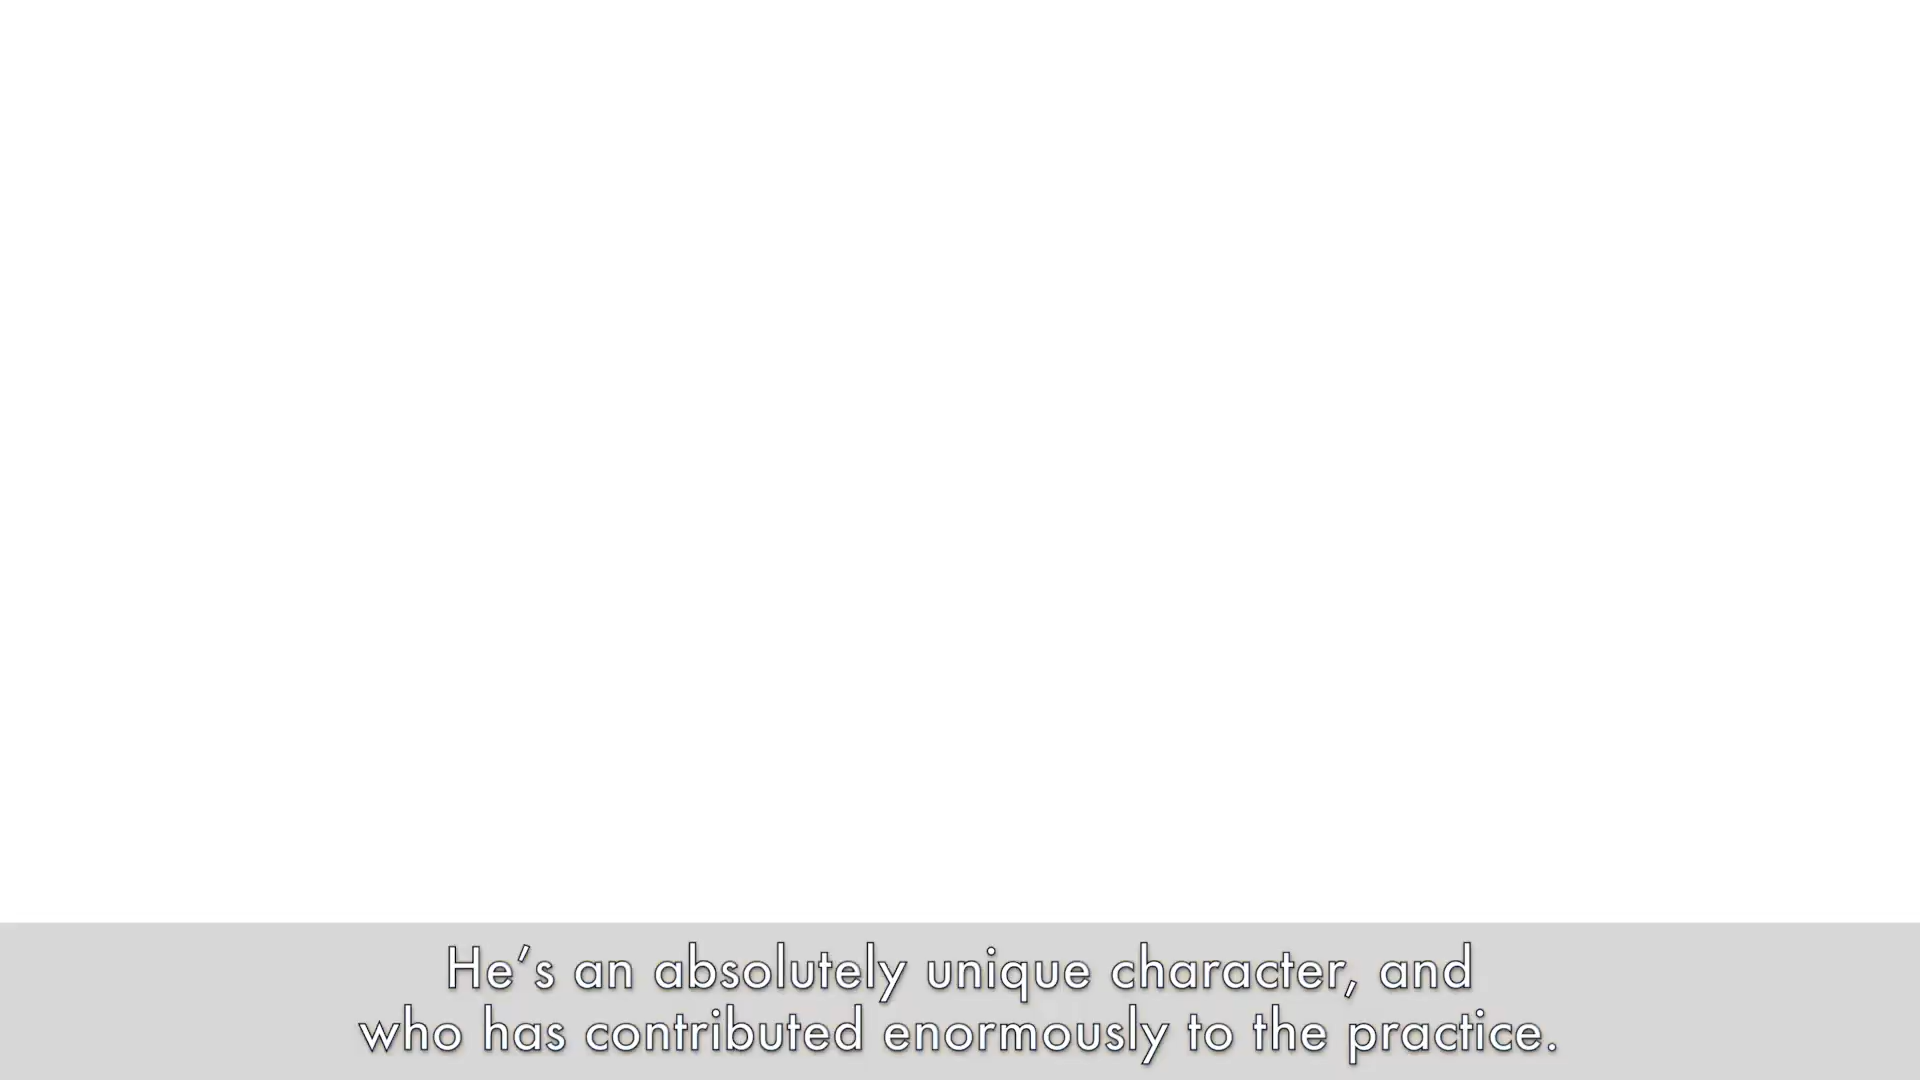 He’s an absolutely unique character, and
who has contributed enormously to the practice.